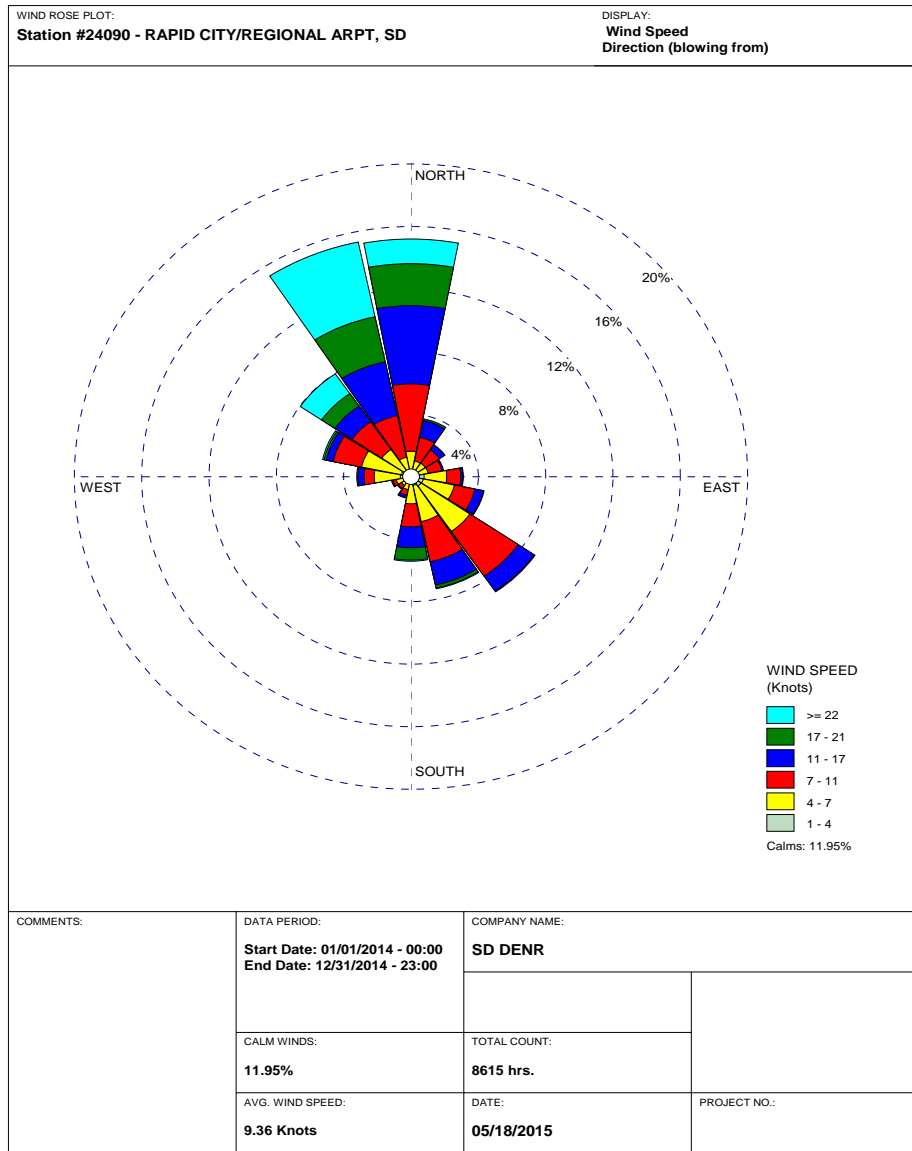 WIND ROSE PLOT:
Station #24090 - RAPID CITY/REGIONAL ARPT, SD
DISPLAY:
Wind Speed
Direction (blowing from)
NORTH
20%
16%
12%
8%
4%
WEST
EAST
SOUTH
WIND SPEED
(Knots)
>= 22
17 - 21
11 - 17
7 - 11
4 - 7
1 - 4
Calms: 11.95%
COMMENTS:
DATA PERIOD:
Start Date: 01/01/2014 - 00:00
End Date: 12/31/2014 - 23:00
COMPANY NAME:
SD DENR
CALM WINDS:
11.95%
TOTAL COUNT:
8615 hrs.
AVG. WIND SPEED:
9.36 Knots
DATE:
05/18/2015
PROJECT NO.: